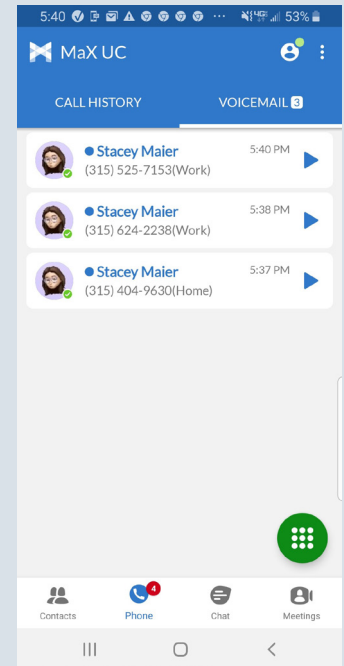 5:40 53%
MaX UC
CALL HISTORY VOICEMAIL 3
Stacey Maier 5:40 PM
(315) 525-7153(Work)
Stacey Maier 5:38 PM
(315) 624-2238(Work)
Stacey Maier 5:37 PM
(315) 404-9630(Home)
4
Contacts Phone Chat Meetings